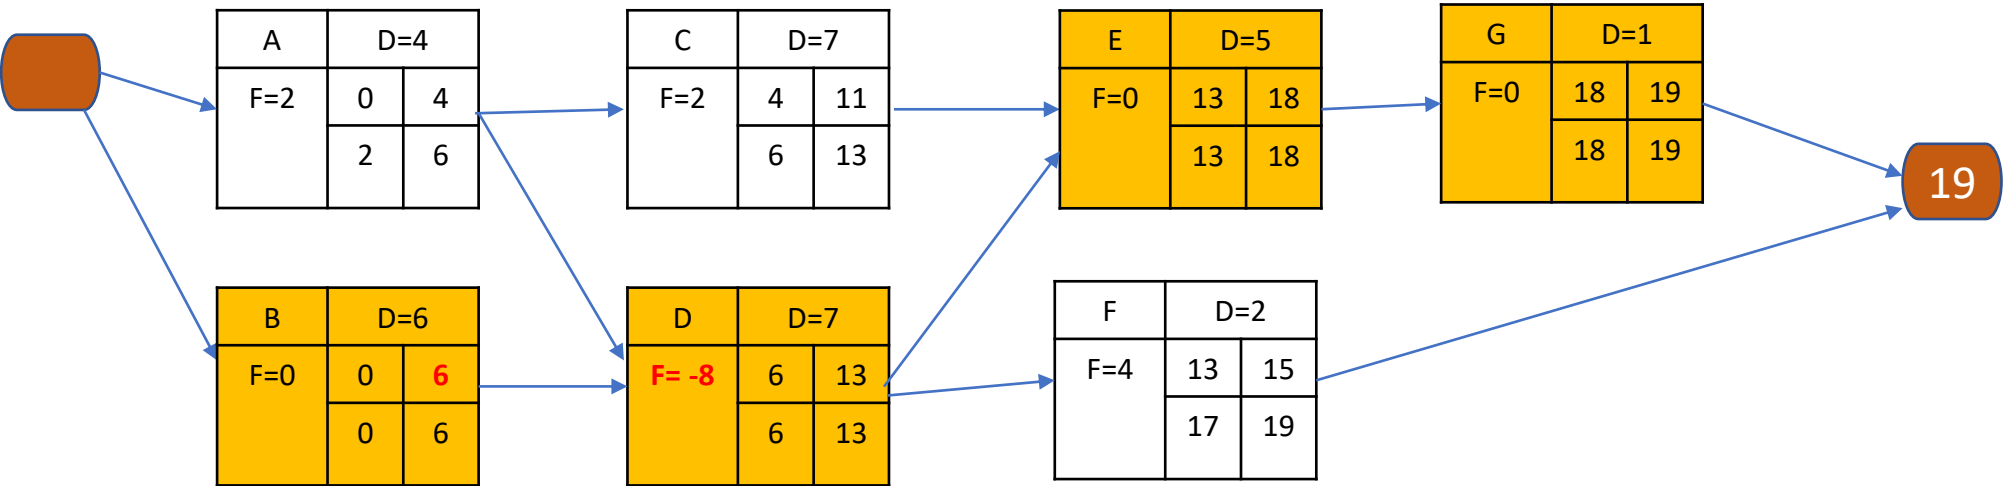 A D=4
F=2 0 4
2 6
C D=7
F=2 4 11
6 13
E D=5
F=0 13 18
13 18
G D=1
F=0 18 19
18 19
19
B D=6
F=0 0 6
0 6
D D=7
F= -8 6 13
6 13
F D=2
F=4 13 15
17 19